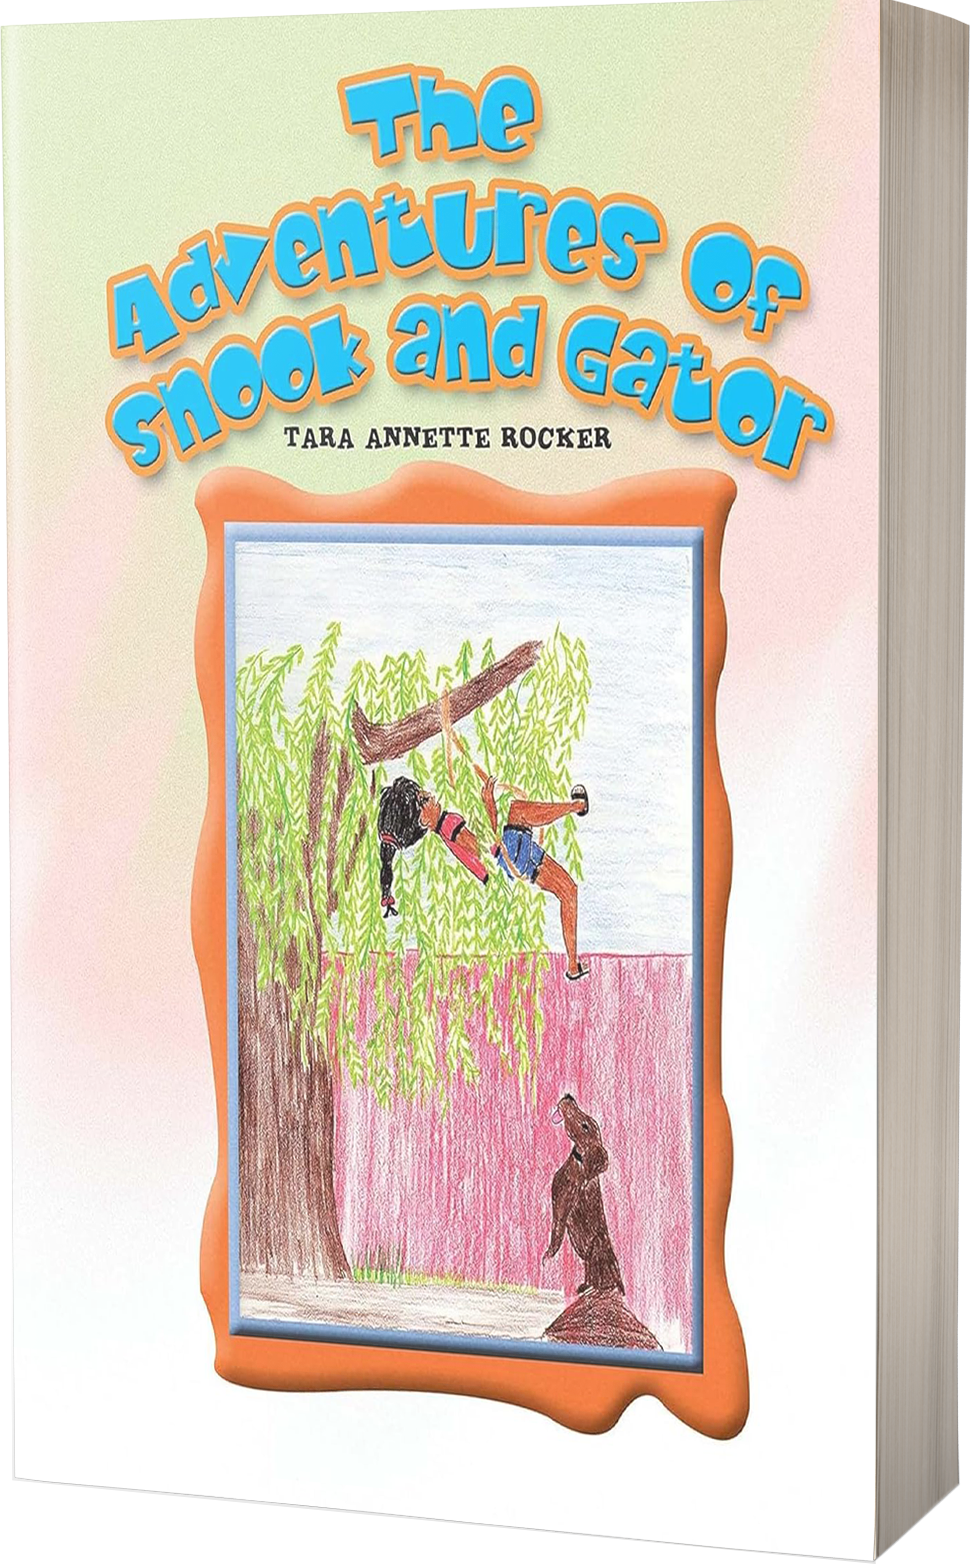 The
Adventures of
Snook and Gator
TARA ANNETTE ROCKER